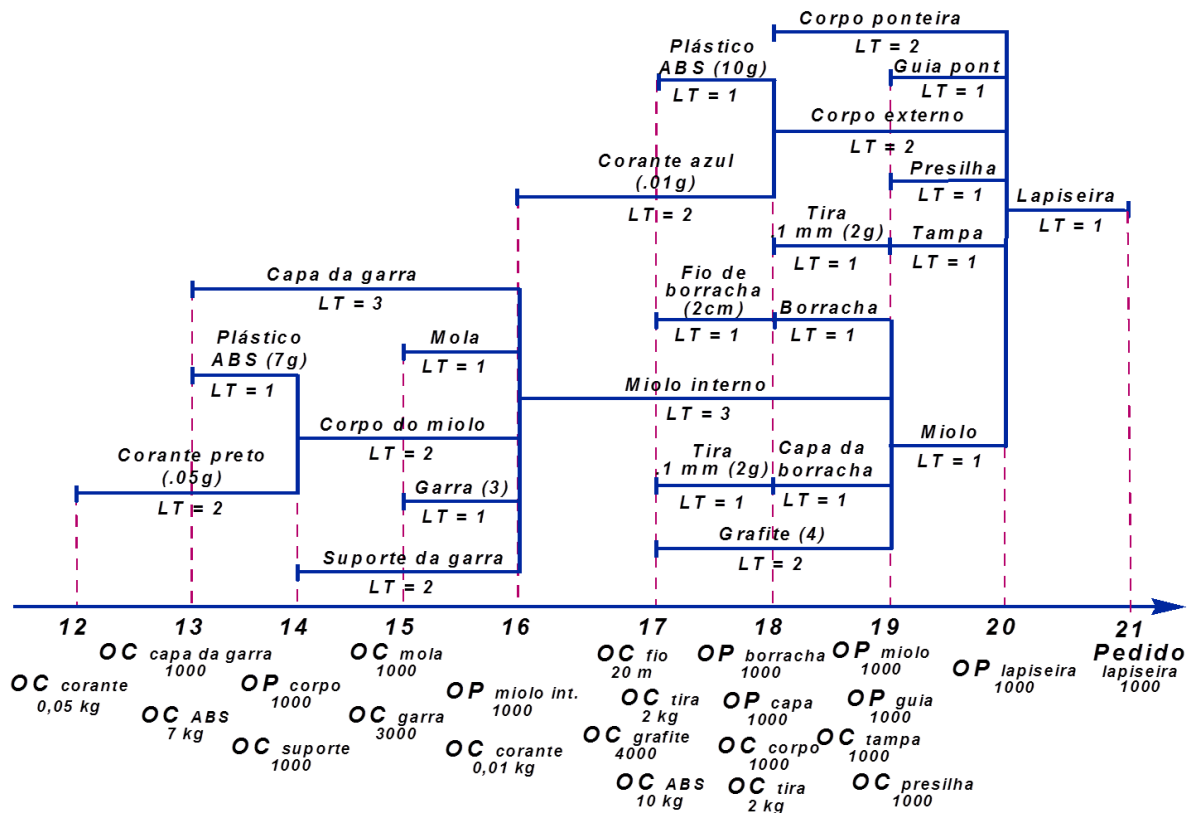 Corpo ponteira
LT = 2
Plástico
ABS (10g)
LT = 1
Guia pont
LT = 1
Corpo externo
LT = 2
Corante azul
(.01g)
LT = 2
Presilha
LT = 1
Lapiseira
LT = 1
Tira
.1 mm (2g)
LT = 1
Tampa
LT = 1
Capa da garra
LT = 3
Fio de
borracha
(2cm)
LT = 1
Borracha
LT = 1
Plástico
ABS (7g)
LT = 1
Mola
LT = 1
Miolo interno
LT = 3
Corpo do miolo
LT = 2
Miolo
LT = 1
Corante preto
(.05g)
LT = 2
Tira
.1 mm (2g)
LT = 1
Capa da
borracha
LT = 1
Garra (3)
LT = 1
Grafite (4)
LT = 2
Suporte da garra
LT = 2
12 13 14 15 16 17 18 19 20 21
OC corante
0,05 kg
OC capa da garra
1000
OC ABS
7 kg
OP corpo
1000
OC suporte
1000
OC mola
1000
OC garra
3000
OP miolo int.
1000
OC corante
0,01 kg
OC fio
20 m
OC tira
2 kg
OC grafite
4000
OC ABS
10 kg
OP borracha
1000
OP capa
1000
OC corpo
1000
OC tira
2 kg
OP miolo
1000
OP guia
1000
OC tampa
1000
OC presilha
1000
OP lapiseira
1000
Pedido
lapiseira
1000